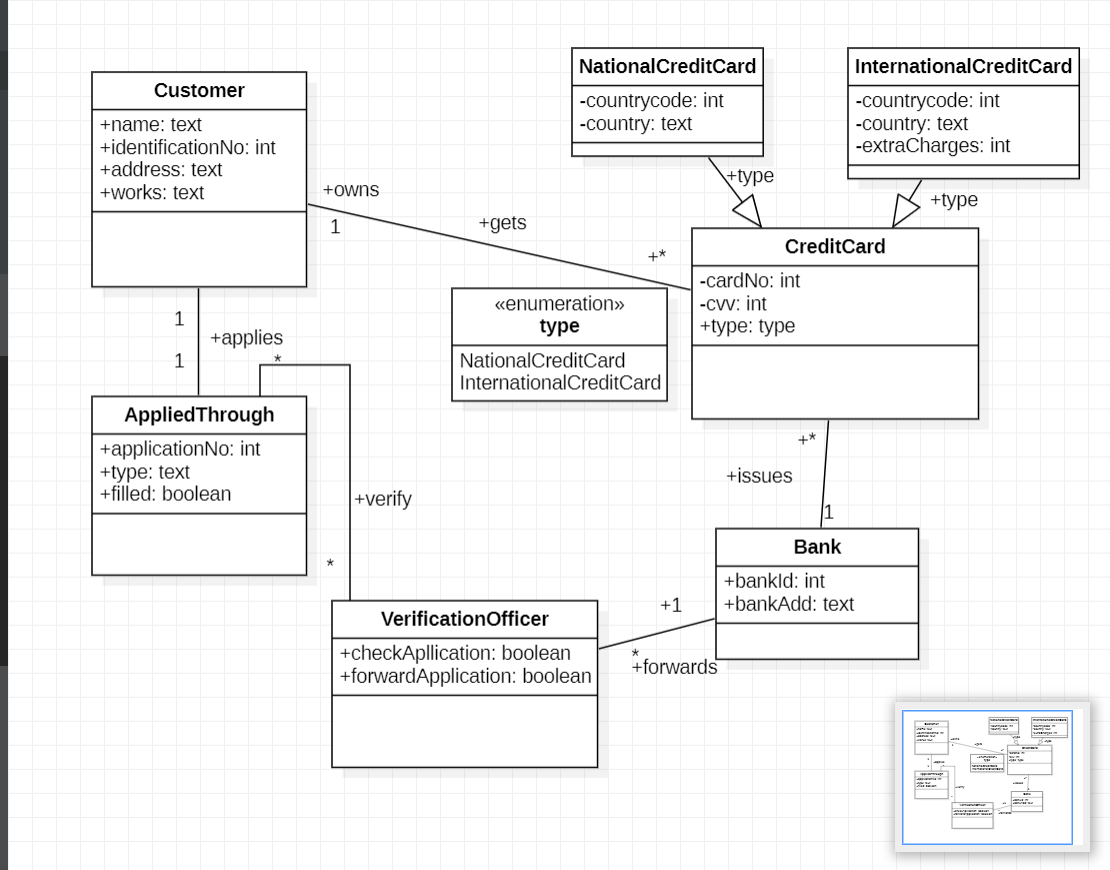 NationalCreditCard
-countrycode: int
-country: text
InternationalCreditCard
-countrycode: int
-country: text
-extraCharges: int
Customer
+name: text
+identificationNo: int
+address: text
+works: text
+type
+type
+owns
1
+gets
+*
CreditCard
-cardNo: int
-cvv: int
+type: type
«enumeration»
type
NationalCreditCard
InternationalCreditCard
1
+applies
1
*
AppliedThrough
+applicationNo: int
+type: text
+filled: boolean
+verify
*
+*
+issues
1
Bank
+bankId: int
+bankAdd: text
VerificationOfficer
+checkApllication: boolean
+forwardApplication: boolean
+1
*
+forwards